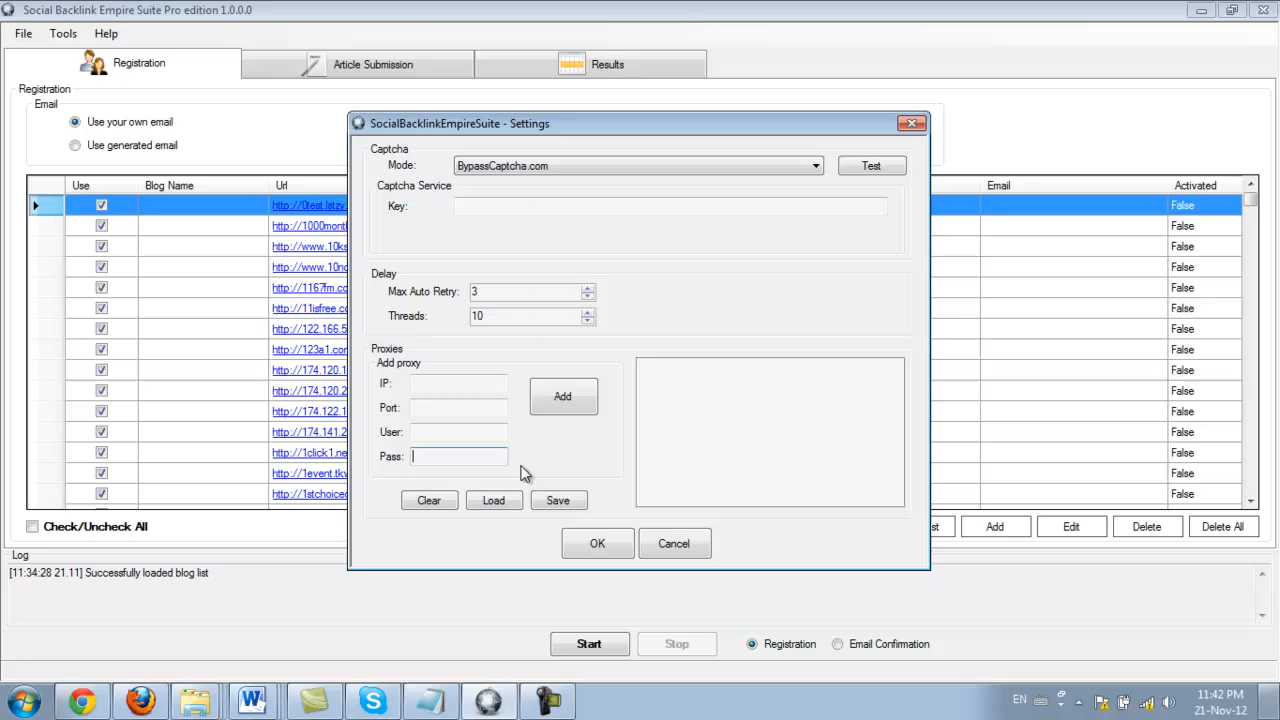 Social Backlink Empire Suite Pro edition 1.0.0.0
File Tools Help
Registration Article Submission Results
Registration
Email
Use your own email
Use generated email
Use Blog Name Url Email Activated
http://0test.lstzy. False
http://1000month False
http://www.10ks False
http://www.10no False
http://1167fm.co False
http://11isfree.co False
http://122.166.5 False
http://123a1.con False
http://174.120.1 False
http://174.120.2 False
http://174.122.1 False
http://174.141.2 False
http://1click1.ne False
http://1event.tk False
http://1stchoiced False
SocialBacklinkEmpireSuite - Settings
Captcha
Mode: BypassCaptcha.com Test
Captcha Service
Key:
Delay
Max Auto Retry: 3
Threads: 10
Proxies
Add proxy
IP:
Port:
User:
Pass:
Add
Clear Load Save
OK Cancel
Check/Uncheck All
st Add Edit Delete Delete All
Log
[11:34:28 21.11] Successfully loaded blog list
Start Stop Registration Email Confirmation
EN 11:42 PM
21-Nov-12